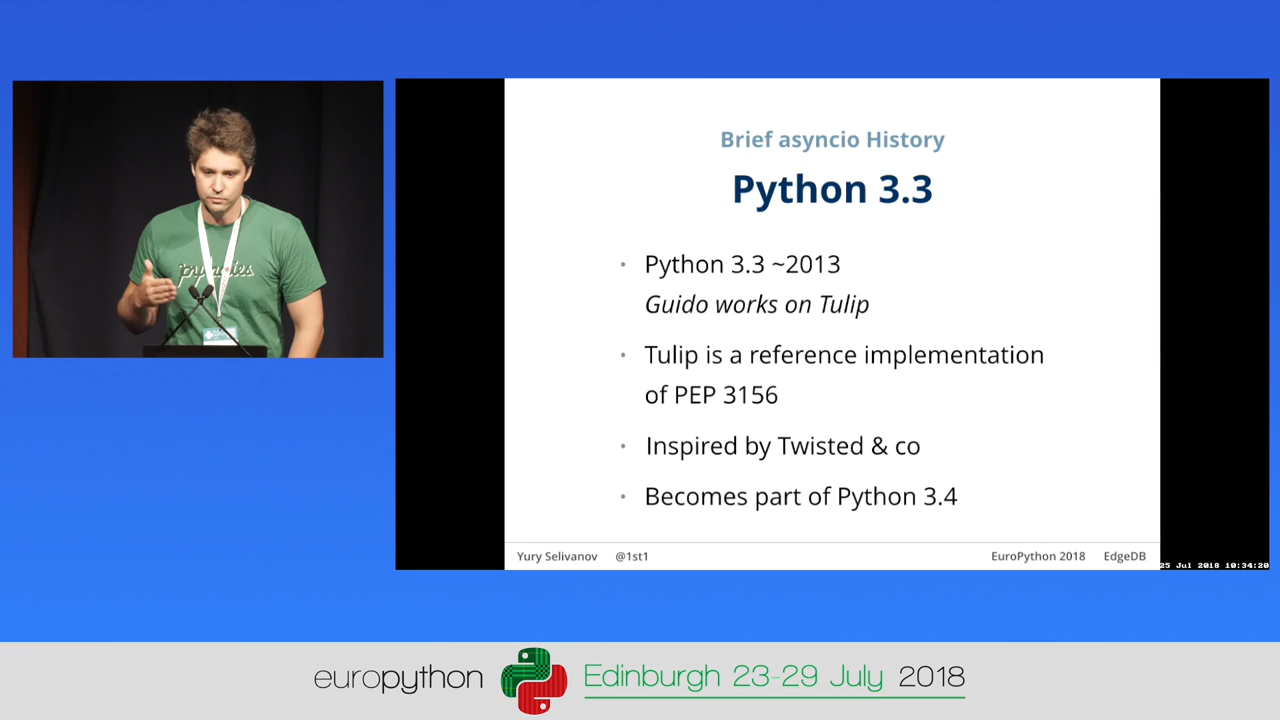 Brief asyncio History
Python 3.3
• Python 3.3 ~2013
Guido works on Tulip
• Tulip is a reference implementation
of PEP 3156
• Inspired by Twisted & co
• Becomes part of Python 3.4
Yury Selivanov @1st1 EuroPython 2018 EdgeDB
25 Jul 2018 10:34:20
europython Edinburgh 23-29 July 2018